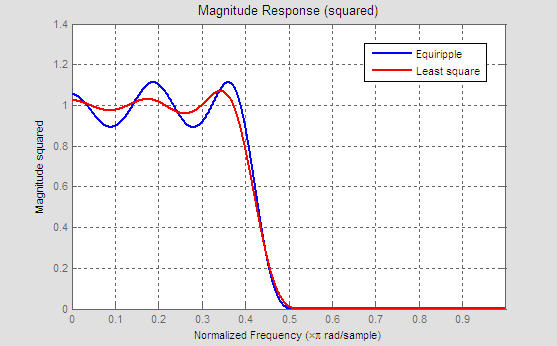 Magnitude Response (squared)
1.4
1.2
1
0.8
0.6
0.4
0.2
0
Magnitude squared
Equiripple
Least square
0 0.1 0.2 0.3 0.4 0.5 0.6 0.7 0.8 0.9
Normalized Frequency (×π rad/sample)